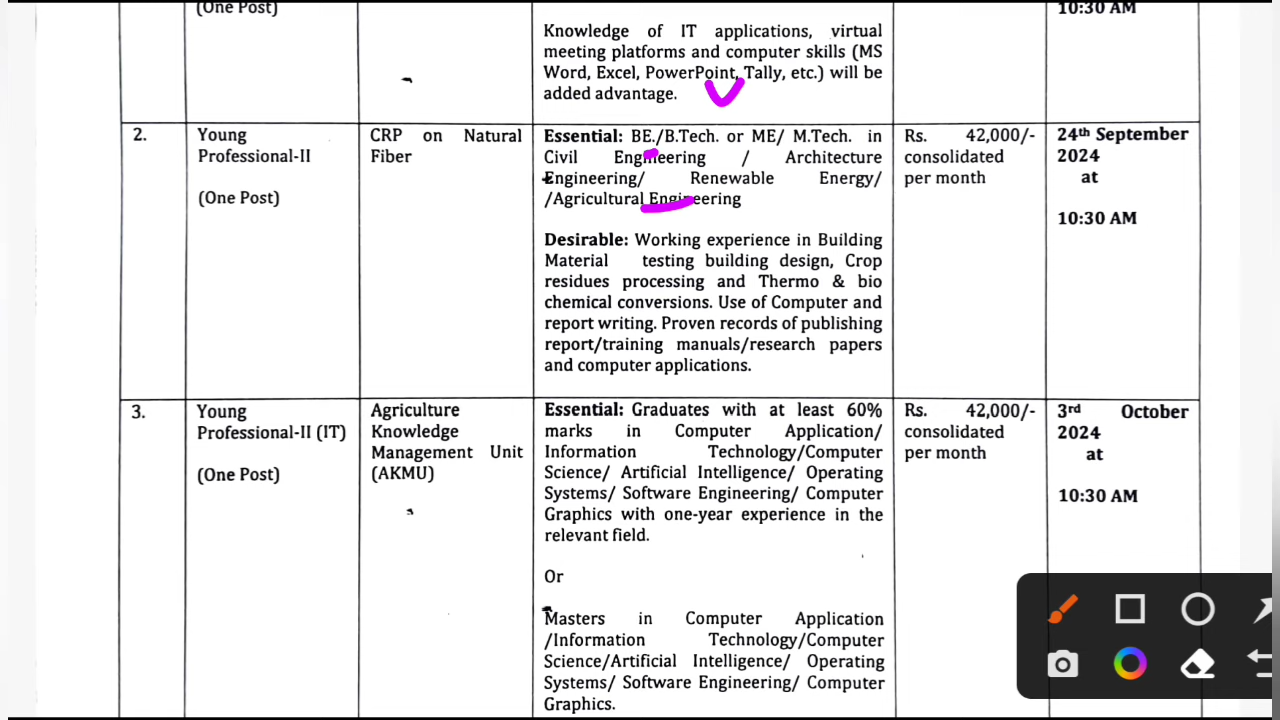 (One Post)
10:30 AM
Knowledge of IT applications, virtual
meeting platforms and computer skills (MS
Word, Excel, PowerPoint, Tally, etc.) will be
added advantage.
2.
Young
Professional-II
(One Post)
CRP on Natural
Fiber
Essential: BE./B.Tech. or ME/ M.Tech. in
Civil Engineering / Architecture
Engineering/ Renewable Energy/
/Agricultural Engineering
Desirable: Working experience in Building
Material testing building design, Crop
residues processing and Thermo & bio
chemical conversions. Use of Computer and
report writing. Proven records of publishing
report/training manuals/research papers
and computer applications.
Rs. 42,000/-
consolidated
per month
24th September
2024
at
10:30 AM
3.
Young
Professional-II (IT)
(One Post)
Agriculture
Knowledge
Management Unit
(AKMU)
Essential: Graduates with at least 60%
marks in Computer Application/
Information Technology/Computer
Science/ Artificial Intelligence/ Operating
Systems/ Software Engineering/ Computer
Graphics with one-year experience in the
relevant field.
Or
Masters in Computer Application
/Information Technology/Computer
Science/Artificial Intelligence/ Operating
Systems/ Software Engineering/ Computer
Graphics.
Rs. 42,000/-
consolidated
per month
3rd October
2024
at
10:30 AM